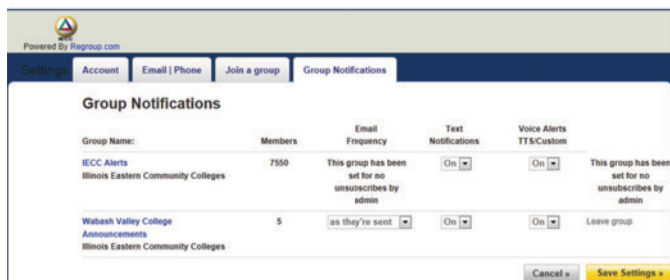 IECC
Powered By Regroup.com
Settings Account Email | Phone Join a group Group Notifications
Group Notifications
Group Name: Members Email Frequency Text Notifications Voice Alerts TTS/Custom
IECC Alerts 7550 This group has been set for no unsubscribes by admin On On This group has been set for no unsubscribes by admin
Illinois Eastern Community Colleges
Wabash Valley College Announcements 5 as they're sent On On Leave group
Illinois Eastern Community Colleges
Cancel » Save Settings »